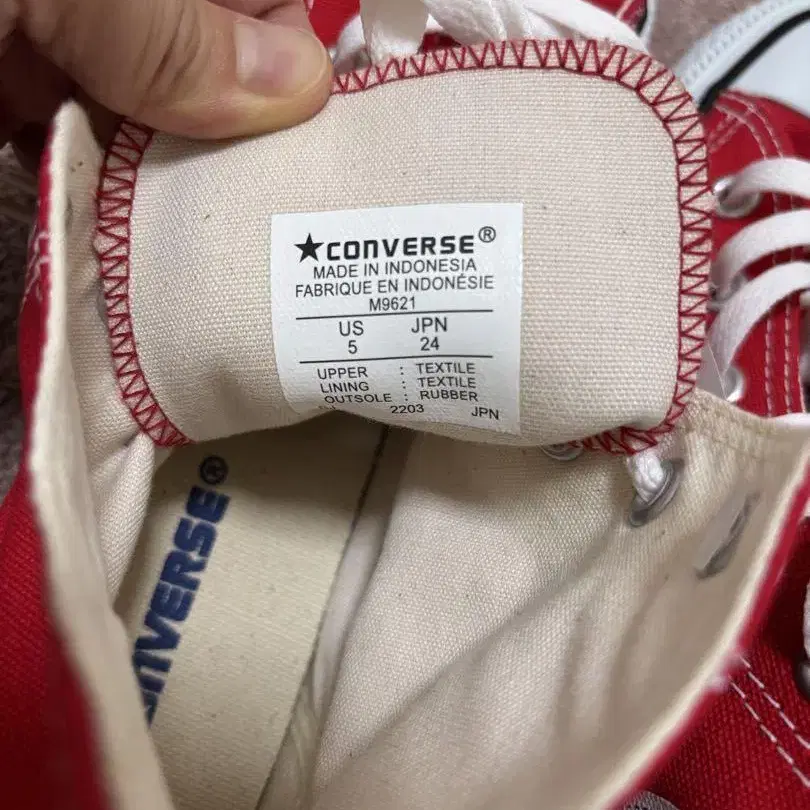 ★CONVERSE®
MADE IN INDONESIA
FABRIQUE EN INDONÉSIE
M9621
US JPN
5 24
UPPER : TEXTILE
LINING : TEXTILE
OUTSOLE : RUBBER
2203 JPN
CONVERSE®